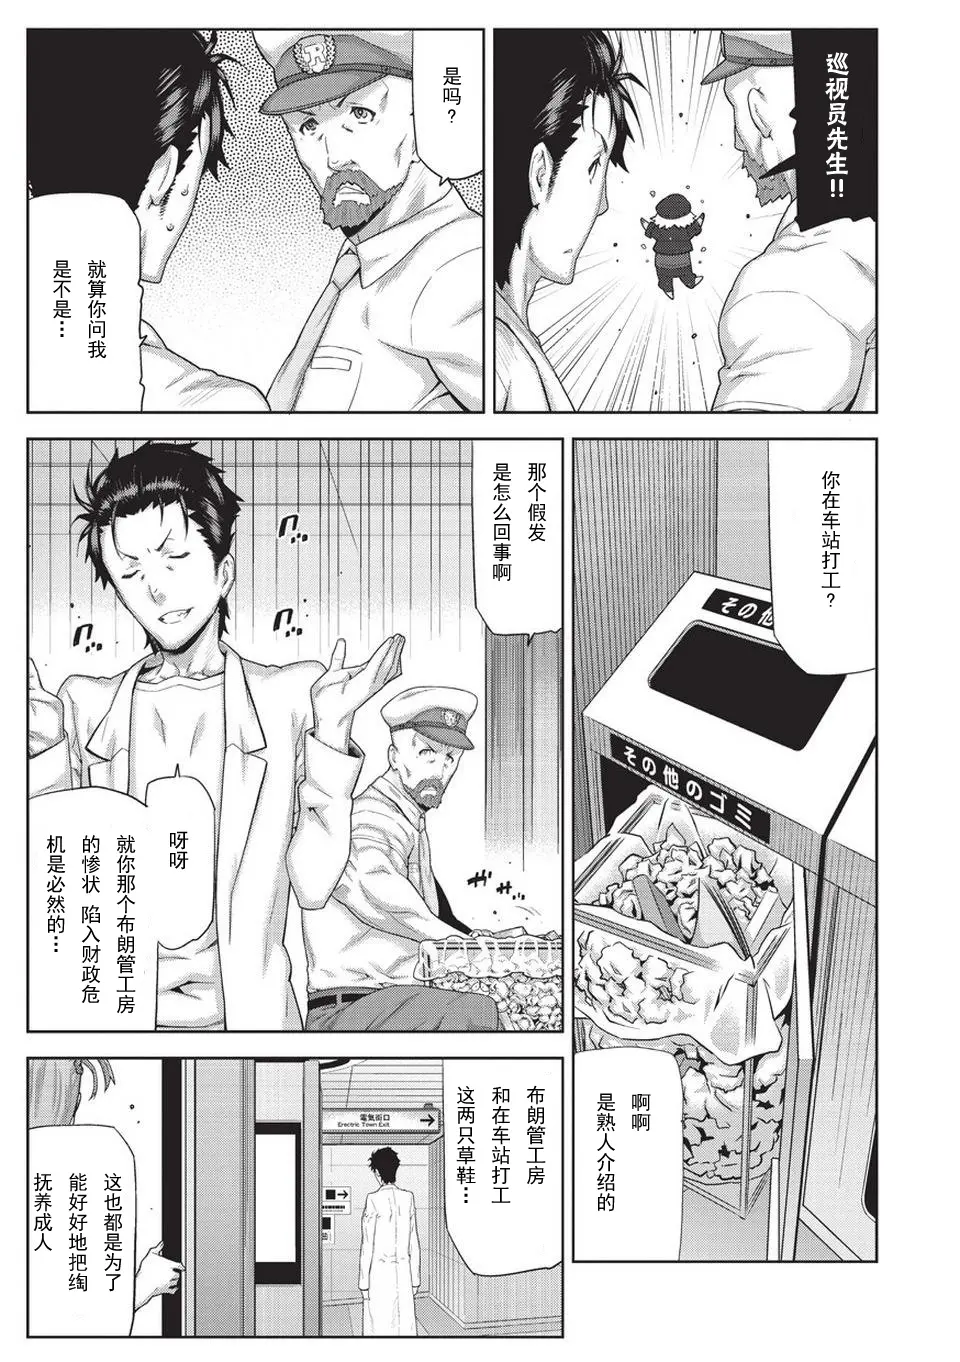 巡视员先生!!
是吗?
R
就算你问我
是不是…
你在车站打工?
その他
その他のゴミ
啊啊
是熟人介绍的
那个假发
是怎么回事啊
呀呀
就你那个布朗管工房
的惨状 陷入财政危
机是必然的…
布朗管工房
和在车站打工
这两只草鞋…
電気街口
Erectric Town Exit
这也都是为了
能好好地把绹
抚养成人